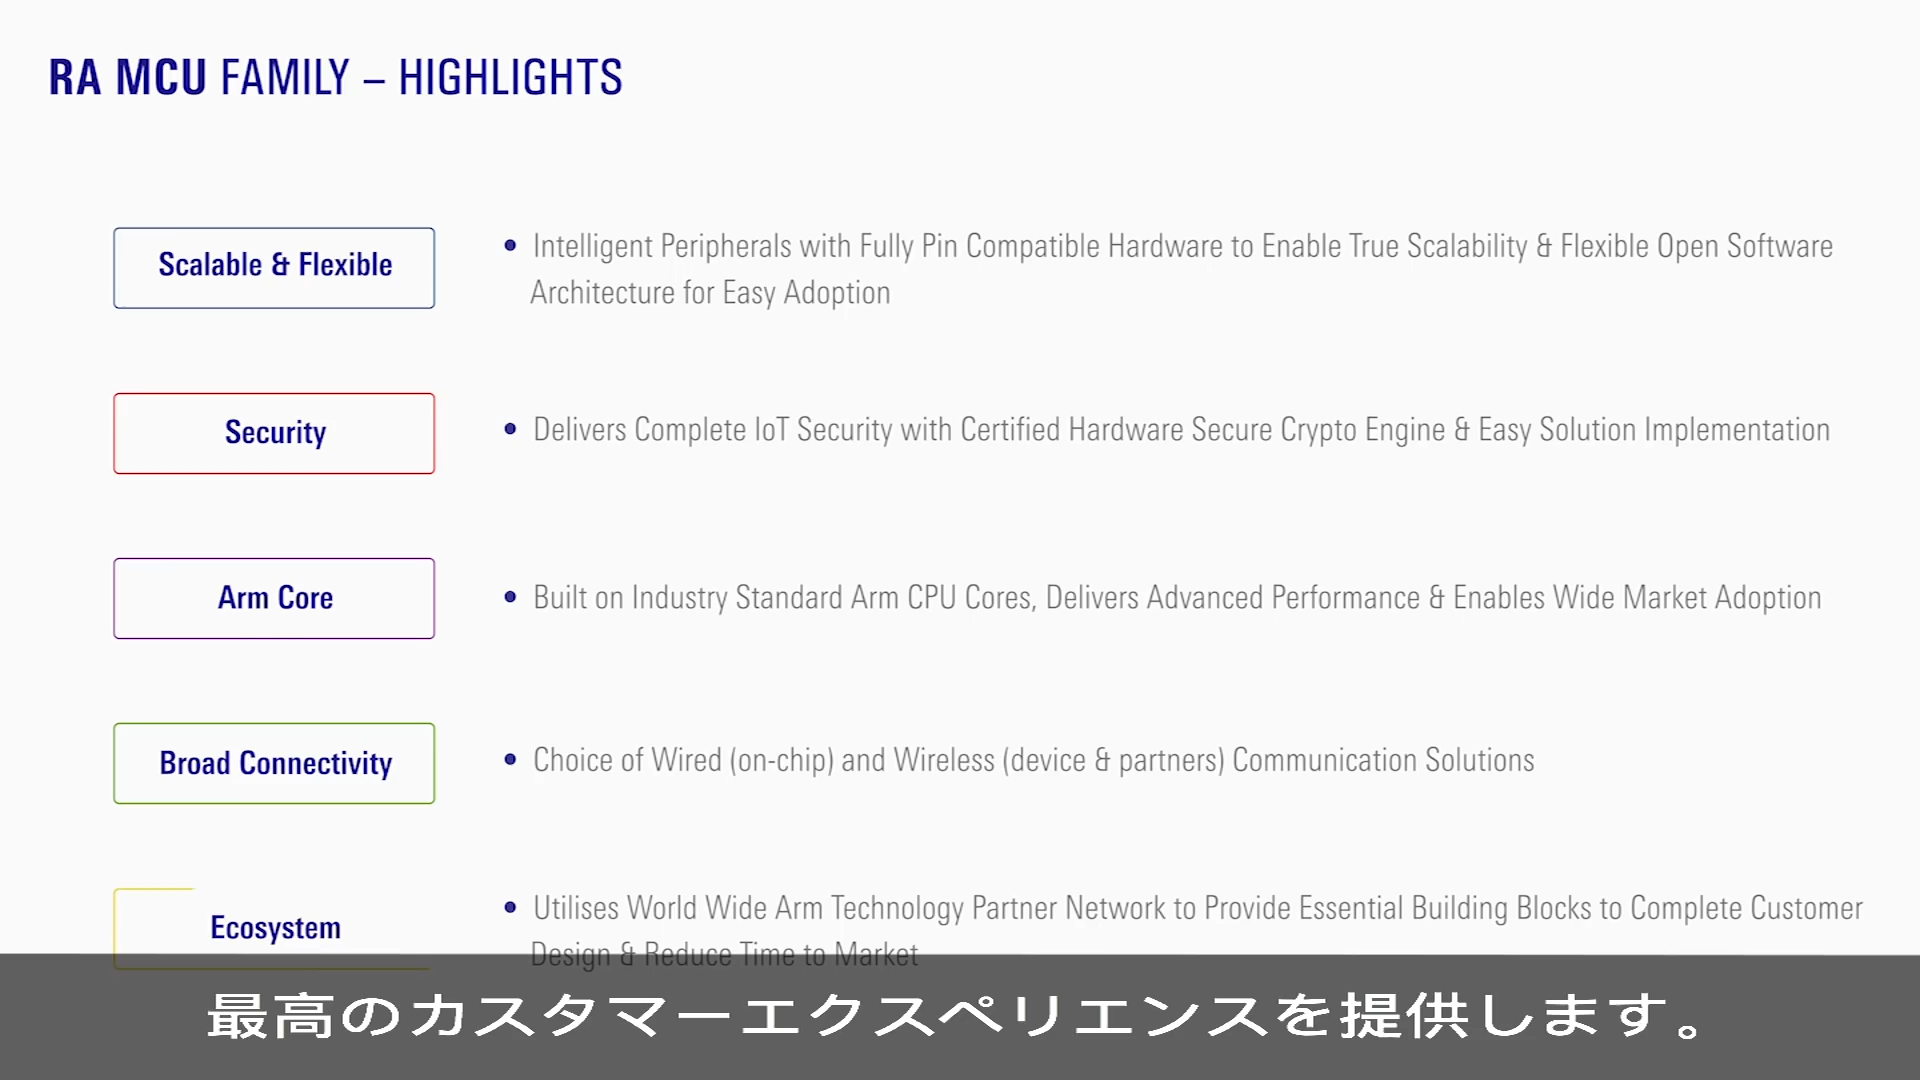 RA MCU FAMILY – HIGHLIGHTS
Scalable & Flexible
• Intelligent Peripherals with Fully Pin Compatible Hardware to Enable True Scalability & Flexible Open Software
Architecture for Easy Adoption
Security
• Delivers Complete IoT Security with Certified Hardware Secure Crypto Engine & Easy Solution Implementation
Arm Core
• Built on Industry Standard Arm CPU Cores, Delivers Advanced Performance & Enables Wide Market Adoption
Broad Connectivity
• Choice of Wired (on-chip) and Wireless (device & partners) Communication Solutions
Ecosystem
• Utilises World Wide Arm Technology Partner Network to Provide Essential Building Blocks to Complete Customer
Design & Reduce Time to Market
最高のカスタマーエクスペリエンスを提供します。